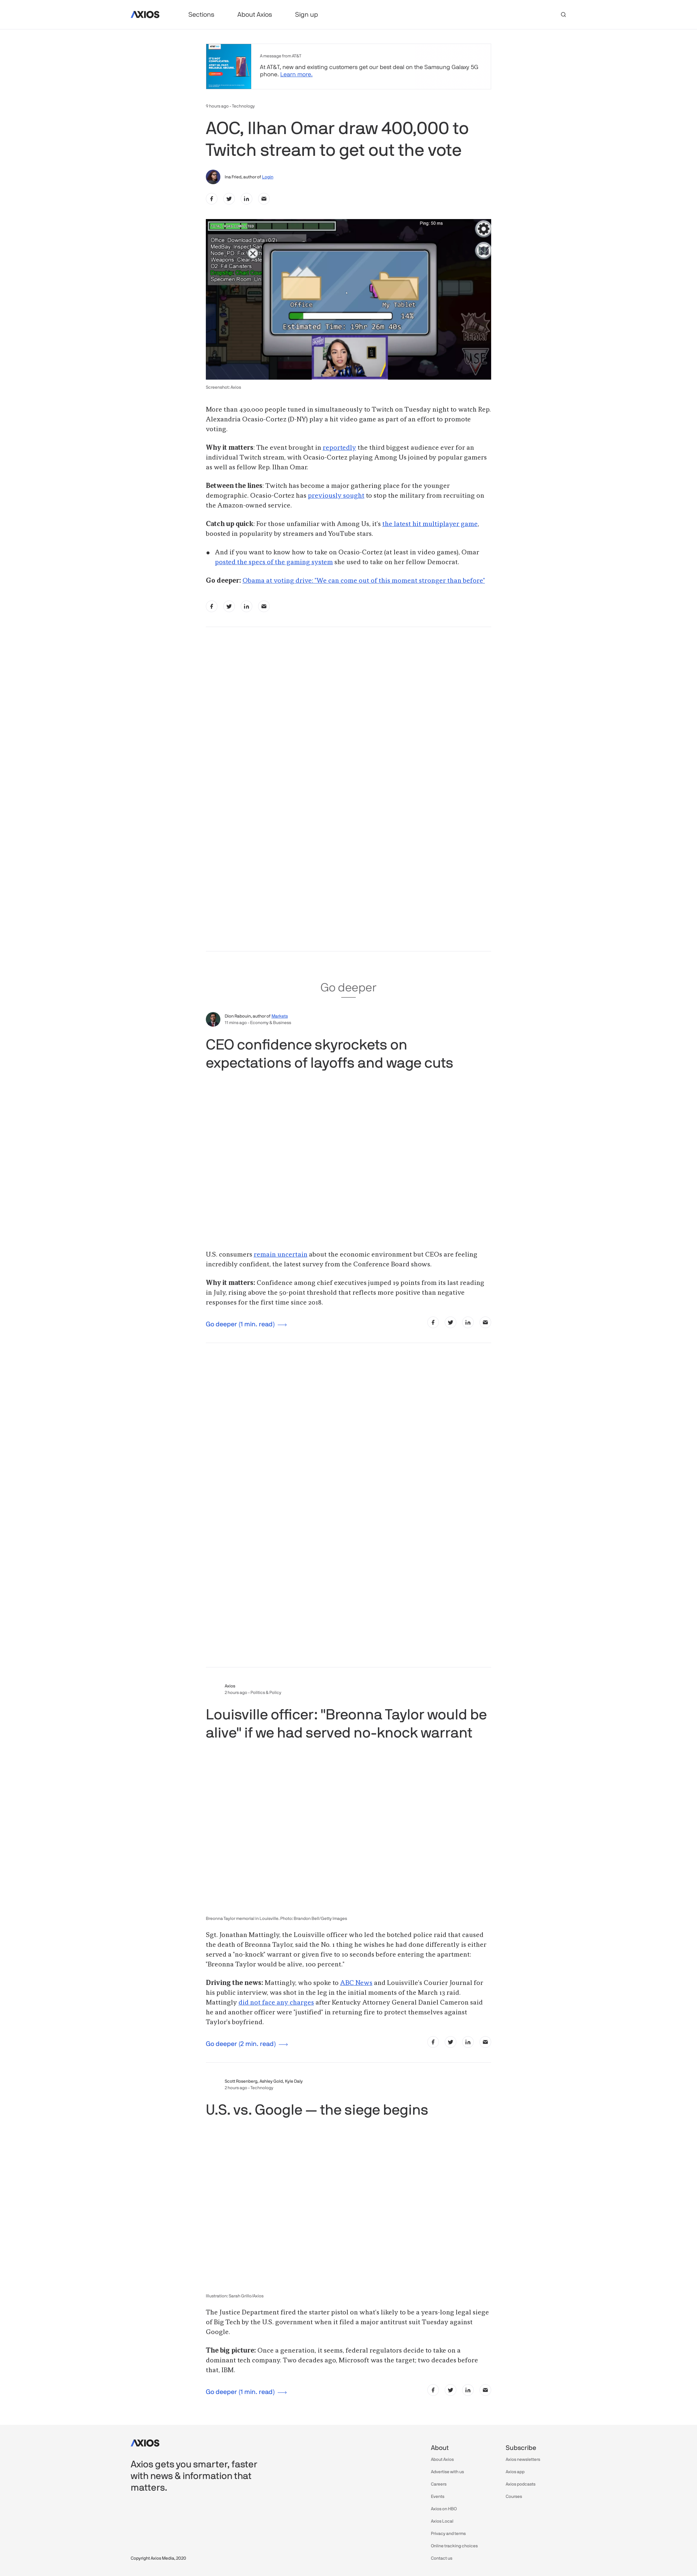 AXIOS
Sections
About Axios
Sign up
A message from AT&T
At AT&T, new and existing customers get our best deal on the Samsung Galaxy 5G
phone. Learn more.
11 hours ago - Technology
AOC, Ilhan Omar draw 400,000 to
Twitch stream to get out the vote
Ina Fried, author of Login
Ping: 50 ms
Office: Download Data (0/2)
Office
My Tablet
14%
Estimated Time: 19hr 26m 40s
Screenshot: Axios
More than 430,000 people tuned in simultaneously to Twitch on Tuesday night to watch Rep.
Alexandria Ocasio-Cortez (D-NY) play a hit video game as part of an effort to promote
voting.
Why it matters: The event brought in reportedly the third biggest audience ever for an
individual Twitch stream, with Ocasio-Cortez playing Among Us joined by popular gamers
as well as fellow Rep. Ilhan Omar.
Between the lines: Twitch has become a major gathering place for the younger
demographic. Ocasio-Cortez has previously sought to stop the military from recruiting on
the Amazon-owned service.
Catch up quick: For those unfamiliar with Among Us, it's the latest hit multiplayer game,
boosted in popularity by streamers and YouTube stars.
And if you want to know how to take on Ocasio-Cortez (at least in video games), Omar
posted the specs of the gaming system she used to take on her fellow Democrat.
Go deeper: Obama at voting drive: "We can come out of this moment stronger than before"
Go deeper
Dion Rabouin, author of Markets
11 mins ago - Economy & Business
CEO confidence skyrockets on
expectations of layoffs and wage cuts
U.S. consumers remain uncertain about the economic environment but CEOs are feeling
incredibly confident, the latest survey from the Conference Board shows.
Why it matters: Confidence among chief executives jumped 19 points from its last reading
in July, rising above the 50-point threshold that reflects more positive than negative
responses for the first time since 2018.
Go deeper (1 min. read)
Axios
2 hours ago - Politics & Policy
Louisville officer: "Breonna Taylor would be
alive" if we had served no-knock warrant
Breonna Taylor memorial in Louisville. Photo: Brandon Bell/Getty Images
Sgt. Jonathan Mattingly, the Louisville officer who led the botched police raid that caused
the death of Breonna Taylor, said the No. 1 thing he wishes he had done differently is either
served a "no-knock" warrant or given five to 10 seconds before entering the apartment:
"Breonna Taylor would be alive, 100 percent."
Driving the news: Mattingly, who spoke to ABC News and Louisville's Courier Journal for
his public interview, was shot in the leg in the initial moments of the March 13 raid.
Mattingly did not face any charges after Kentucky Attorney General Daniel Cameron said
he and another officer were "justified" in returning fire to protect themselves against
Taylor's boyfriend.
Go deeper (2 min. read)
Scott Rosenberg, Ashley Gold, Kyle Daly
2 hours ago - Technology
U.S. vs. Google — the siege begins
Illustration: Sarah Grillo/Axios
The Justice Department fired the starter pistol on what's likely to be a years-long legal siege
of Big Tech by the U.S. government when it filed a major antitrust suit Tuesday against
Google.
The big picture: Once a generation, it seems, federal regulators decide to take on a
dominant tech company. Two decades ago, Microsoft was the target; two decades before
that, IBM.
Go deeper (1 min. read)
AXIOS
Axios gets you smarter, faster
with news & information that
matters.
Copyright Axios Media, 2020
About
About Axios
Advertise with us
Careers
Events
Axios on HBO
Axios Local
Privacy and terms
Online tracking choices
Contact us
Subscribe
Axios newsletters
Axios app
Axios podcasts
Courses